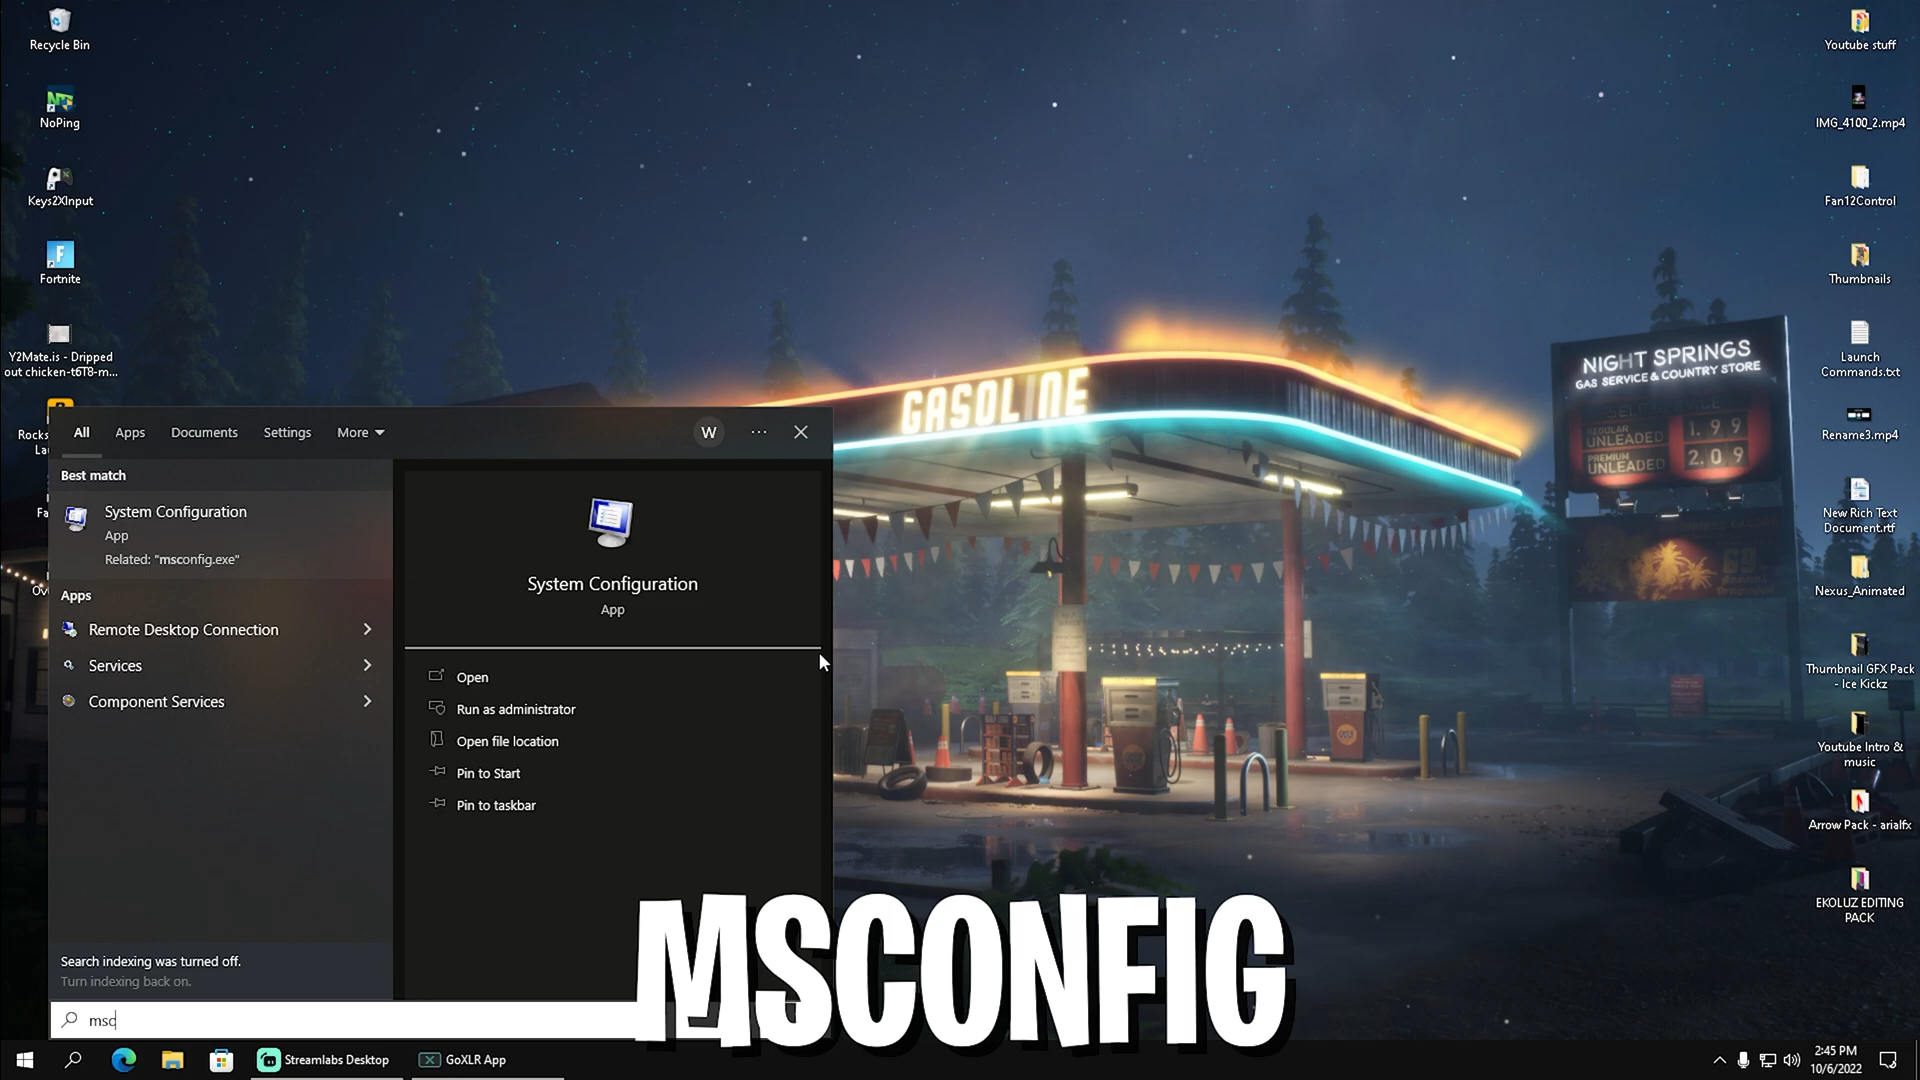 Recycle Bin
NoPing
Keys2XInput
Fortnite
Y2Mate.is - Dripped
out chicken-t6T8-m...
Youtube stuff
IMG_4100_2.mp4
Fan12Control
Thumbnails
Launch
Commands.txt
Rename3.mp4
New Rich Text
Document.rtf
Nexus_Animated
Thumbnail GFX Pack
- Ice Kickz
Youtube Intro &
music
Arrow Pack - arialfx
EKOLUZ EDITING
PACK
GASOLINE
NIGHT SPRINGS
GAS SERVICE & COUNTRY STORE
REGULAR
UNLEADED 1.99
PREMIUM
UNLEADED 2.09
All Apps Documents Settings More W ...
Best match
System Configuration
App
Related: "msconfig.exe"
Apps
Remote Desktop Connection
Services
Component Services
System Configuration
App
Open
Run as administrator
Open file location
Pin to Start
Pin to taskbar
Search indexing was turned off.
Turn indexing back on.
msc
MSCONFIG
Streamlabs Desktop
GoXLR App
2:45 PM
10/6/2022